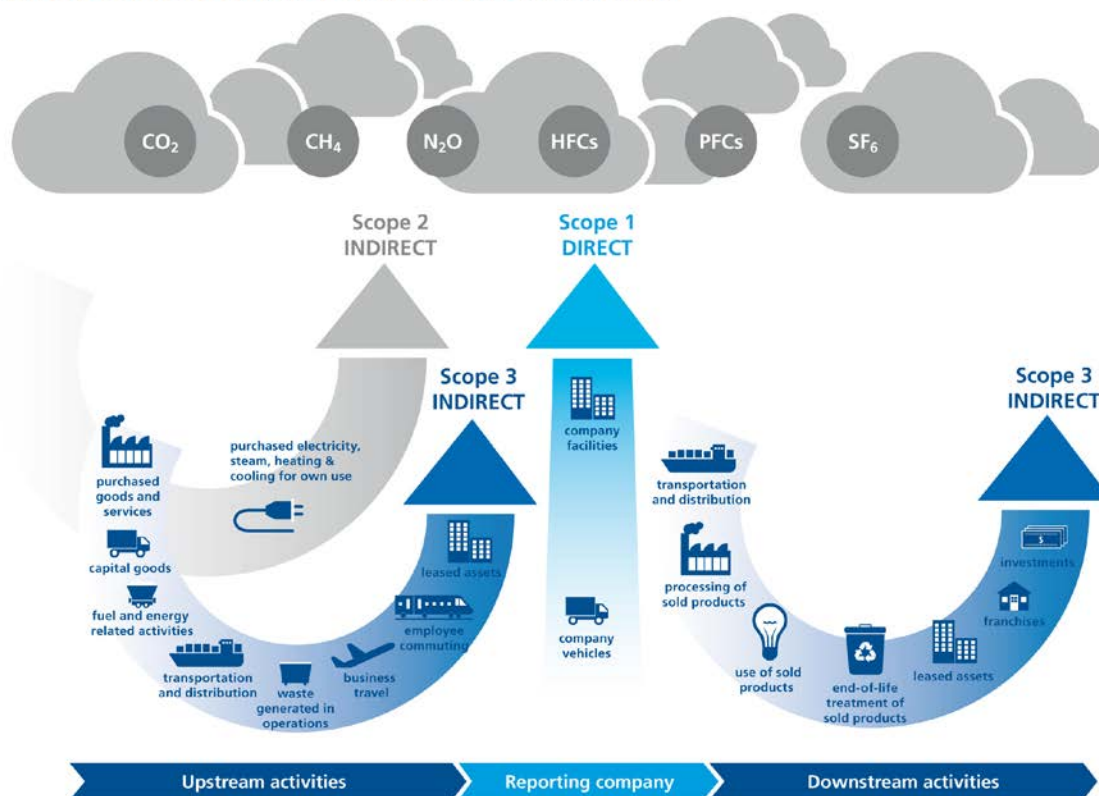 CO₂
CH₄
N₂O
HFCs
PFCs
SF₆
Scope 2
INDIRECT
Scope 1
DIRECT
Scope 3
INDIRECT
Scope 3
INDIRECT
purchased
goods and
services
capital goods
fuel and energy
related activities
transportation
and distribution
waste
generated in
operations
business
travel
employee
commuting
leased assets
purchased electricity,
steam, heating &
cooling for own use
company
facilities
company
vehicles
transportation
and distribution
processing of
sold products
use of sold
products
end-of-life
treatment of
sold products
leased assets
franchises
$
investments
Upstream activities
Reporting company
Downstream activities